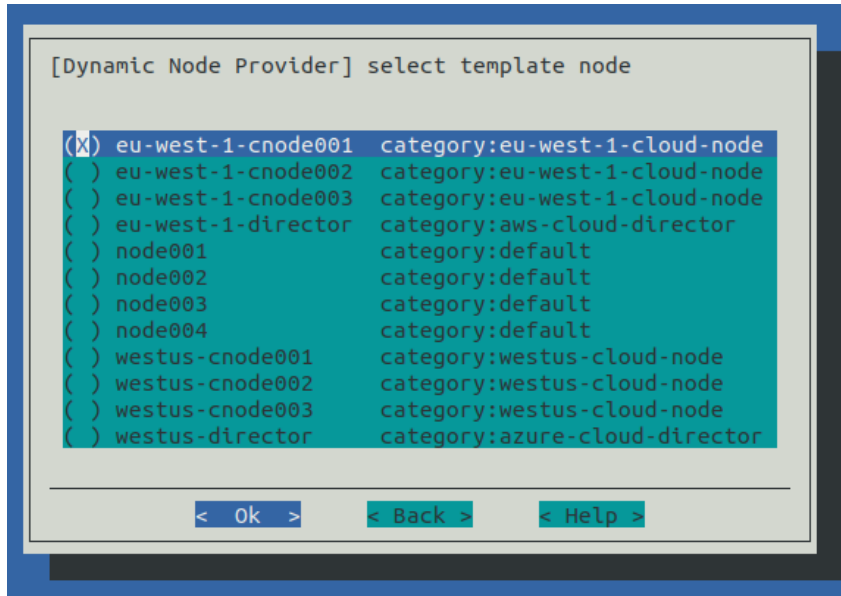 [Dynamic Node Provider] select template node
(X) eu-west-1-cnode001 category:eu-west-1-cloud-node
( ) eu-west-1-cnode002 category:eu-west-1-cloud-node
( ) eu-west-1-cnode003 category:eu-west-1-cloud-node
( ) eu-west-1-director category:aws-cloud-director
( ) node001 category:default
( ) node002 category:default
( ) node003 category:default
( ) node004 category:default
( ) westus-cnode001 category:westus-cloud-node
( ) westus-cnode002 category:westus-cloud-node
( ) westus-cnode003 category:westus-cloud-node
( ) westus-director category:azure-cloud-director
< Ok > < Back > < Help >